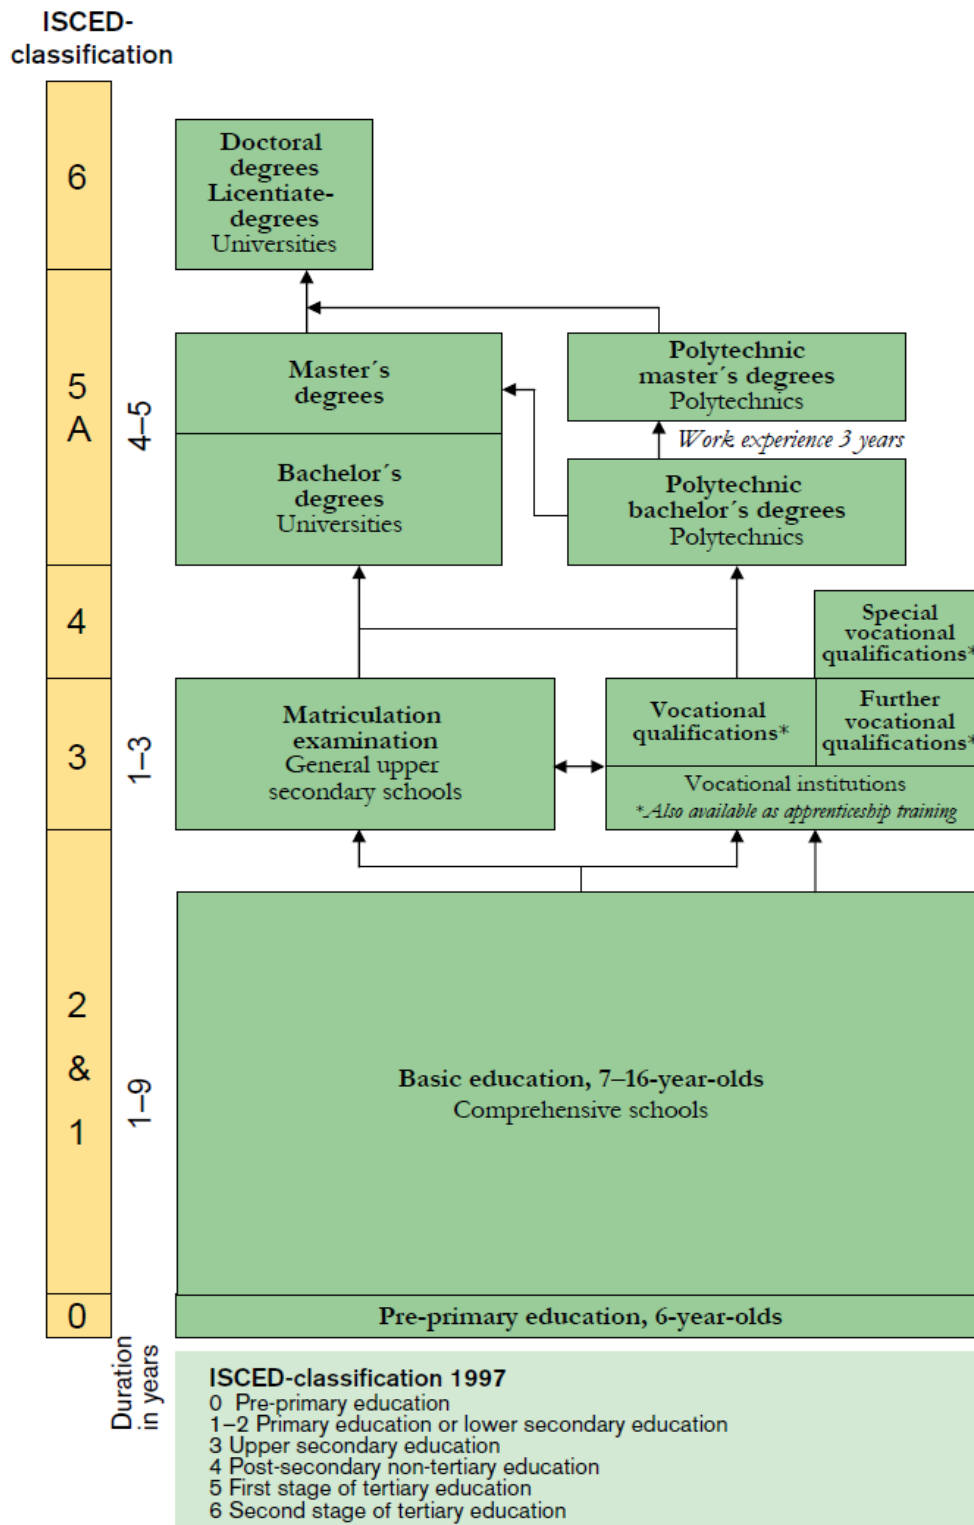 ISCED-
classification
6
Doctoral
degrees
Licentiate-
degrees
Universities
5
A
4–5
Master´s
degrees
Bachelor´s
degrees
Universities
Polytechnic
master´s degrees
Polytechnics
Work experience 3 years
Polytechnic
bachelor´s degrees
Polytechnics
4
Special
vocational
qualifications*
3
1–3
Matriculation
examination
General upper
secondary schools
Vocational
qualifications*
Further
vocational
qualifications*
Vocational institutions
*Also available as apprenticeship training
2
&
1
1–9
Basic education, 7–16-year-olds
Comprehensive schools
0
Pre-primary education, 6-year-olds
Duration
in years
ISCED-classification 1997
0 Pre-primary education
1–2 Primary education or lower secondary education
3 Upper secondary education
4 Post-secondary non-tertiary education
5 First stage of tertiary education
6 Second stage of tertiary education